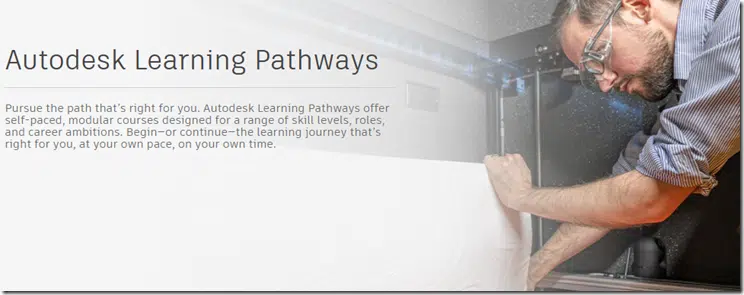 Autodesk Learning Pathways
Pursue the path that's right for you. Autodesk Learning Pathways offer
self-paced, modular courses designed for a range of skill levels, roles,
and career ambitions. Begin—or continue—the learning journey that's
right for you, at your own pace, on your own time.